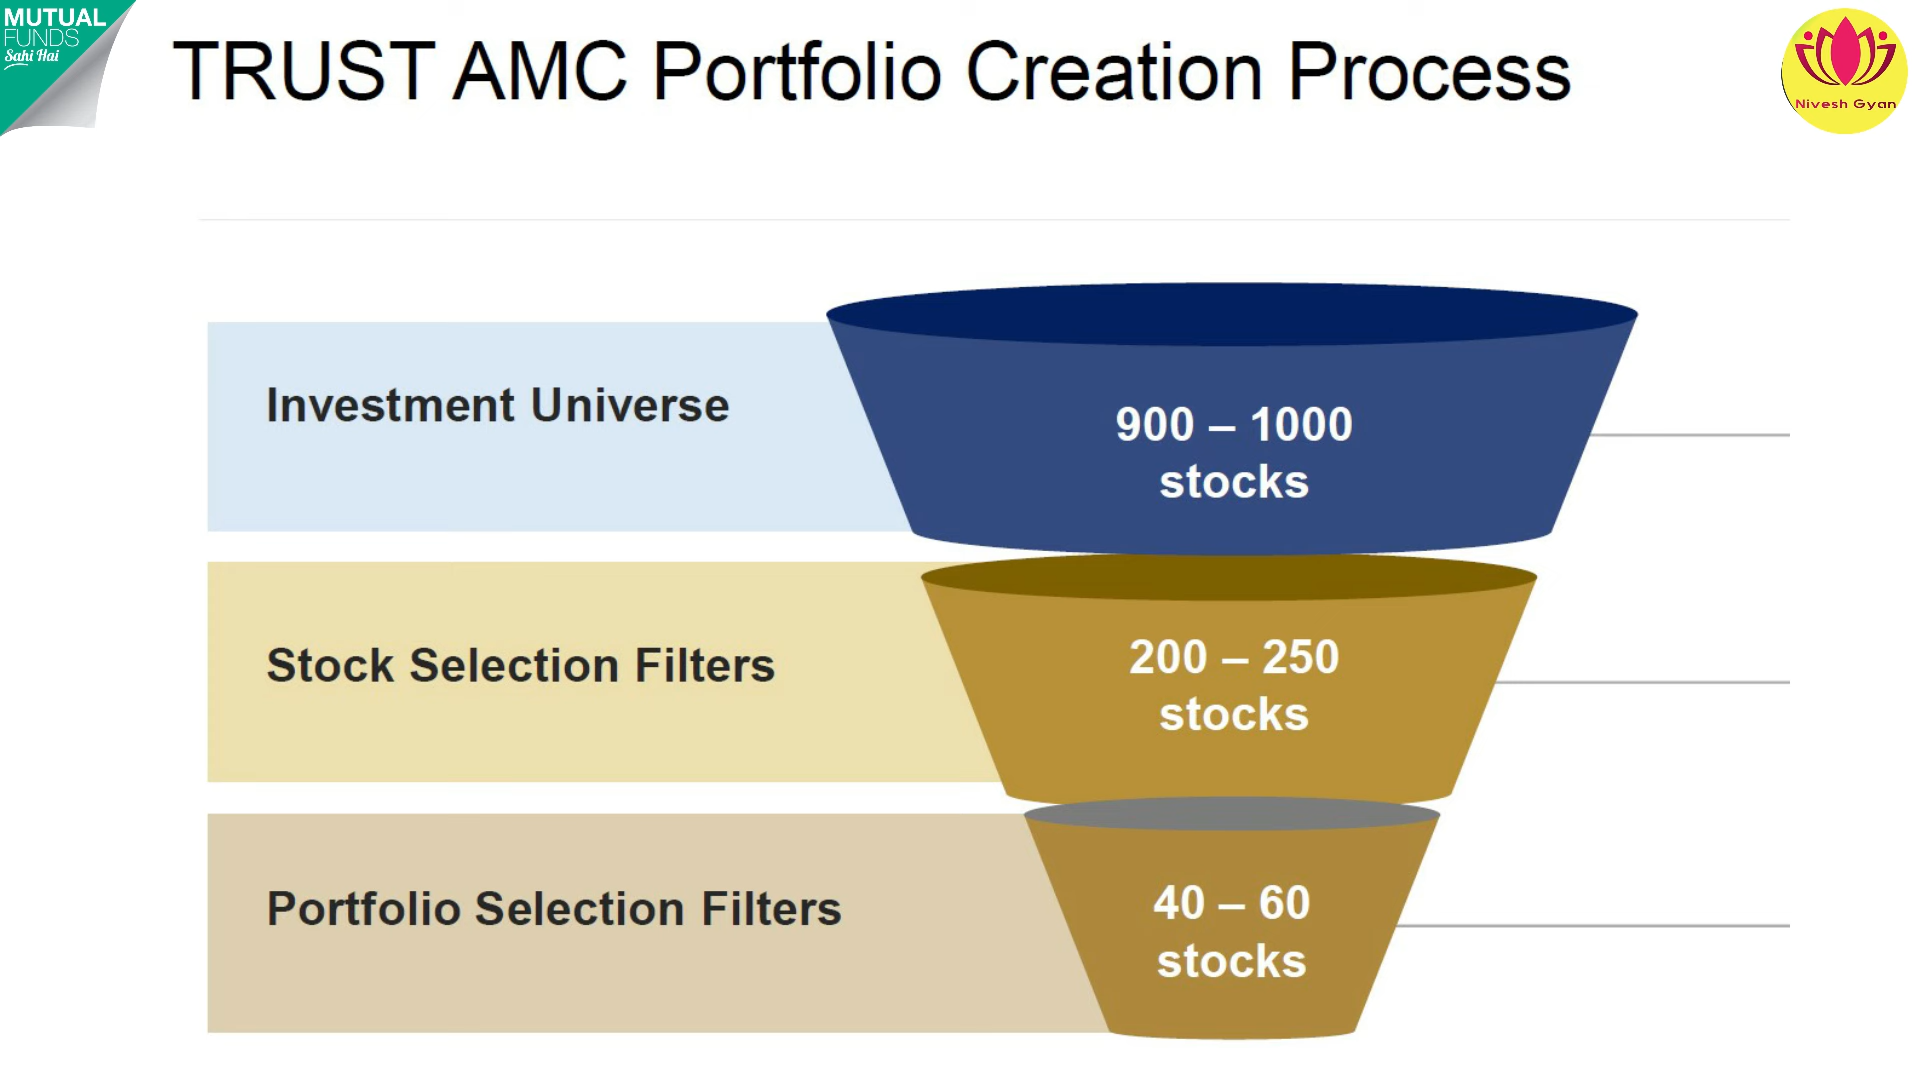 MUTUAL
FUNDS
Sahi Hai
TRUST AMC Portfolio Creation Process
Nivesh Gyan
Investment Universe
900 – 1000
stocks
Stock Selection Filters
200 – 250
stocks
Portfolio Selection Filters
40 – 60
stocks